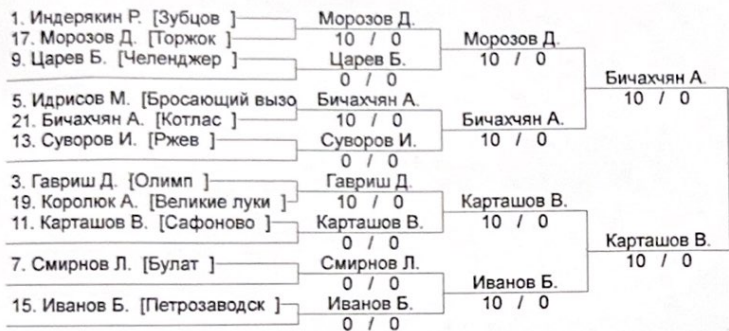 1. Индерякин Р. [Зубцов ]
17. Морозов Д. [Торжок ]
9. Царев Б. [Челенджер ]
5. Идрисов М. [Бросающий вызо
21. Бичахчян А. [Котлас ]
13. Суворов И. [Ржев ]
3. Гавриш Д. [Олимп ]
19. Королюк А. [Великие луки ]
11. Карташов В. [Сафоново ]
7. Смирнов Л. [Булат ]
15. Иванов Б. [Петрозаводск ]
Морозов Д.
10 / 0
Царев Б.
0 / 0
Бичахчян А.
10 / 0
Суворов И.
0 / 0
Гавриш Д.
10 / 0
Карташов В.
0 / 0
Смирнов Л.
0 / 0
Иванов Б.
0 / 0
Морозов Д.
10 / 0
Бичахчян А.
10 / 0
Карташов В.
10 / 0
Иванов Б.
10 / 0
Бичахчян А.
10 / 0
Карташов В.
10 / 0